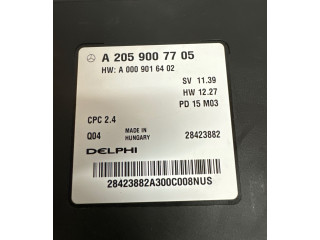 A 205 900 77 05
HW: A 000 901 64 02
SV 11.39
HW 12.27
PD 15 M03
CPC 2.4
Q04 MADE IN HUNGARY 28423882
DELPHI
28423882A300C008NUS